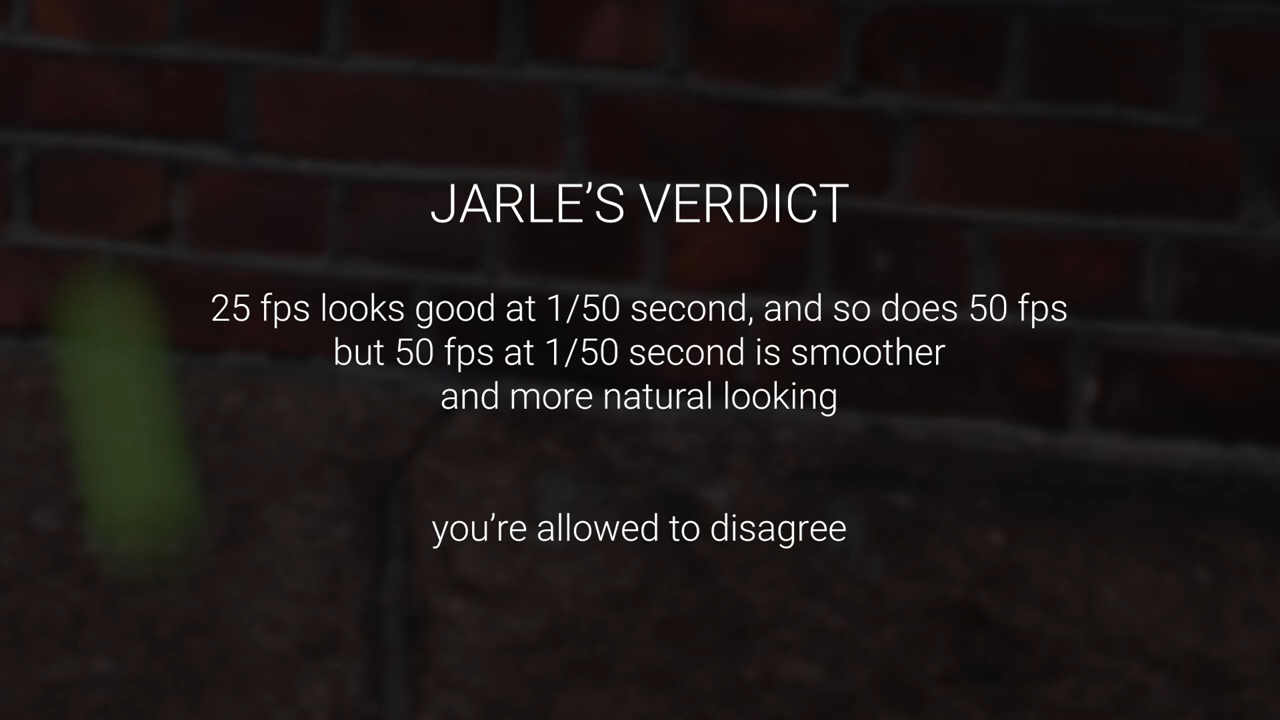 JARLE’S VERDICT
25 fps looks good at 1/50 second, and so does 50 fps
but 50 fps at 1/50 second is smoother
and more natural looking
you’re allowed to disagree